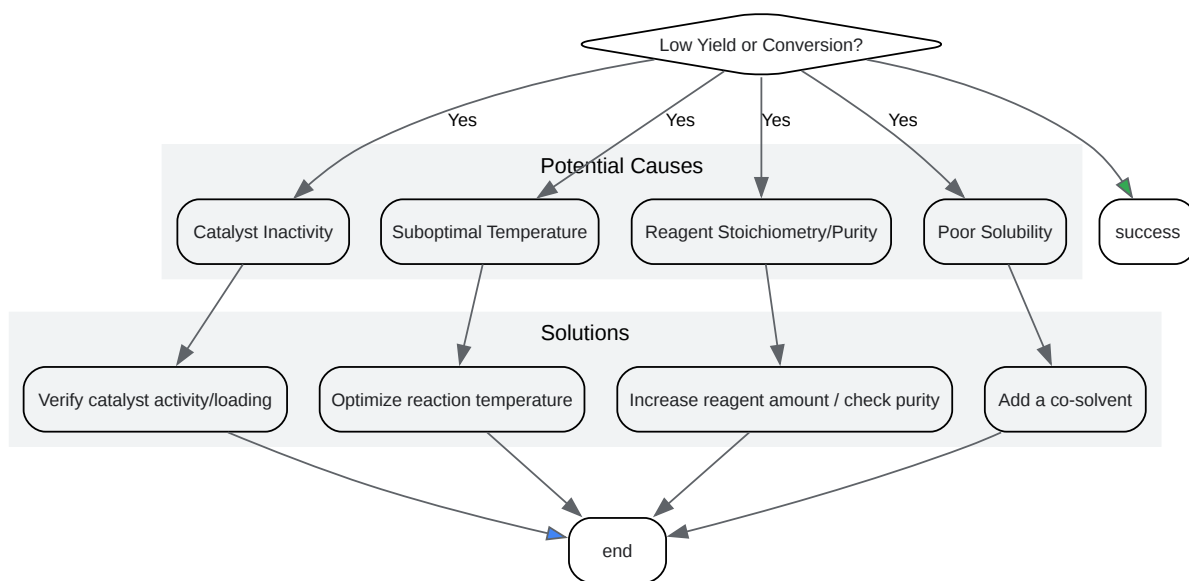 Low Yield or Conversion?
Yes
Yes
Yes
Yes
Potential Causes
Catalyst Inactivity
Suboptimal Temperature
Reagent Stoichiometry/Purity
Poor Solubility
success
Solutions
Verify catalyst activity/loading
Optimize reaction temperature
Increase reagent amount / check purity
Add a co-solvent
end